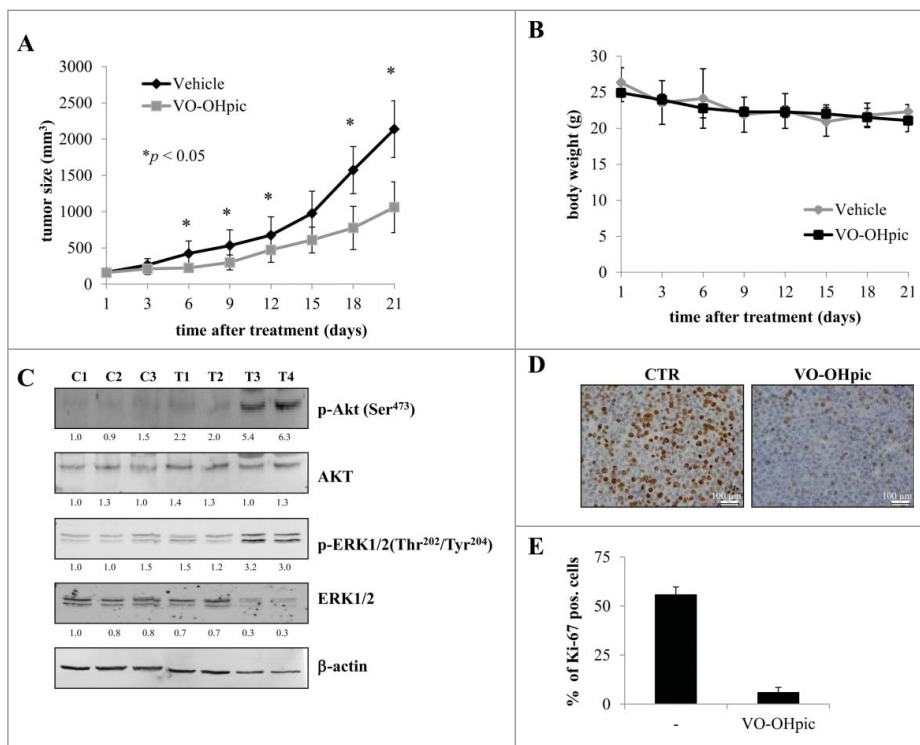 A
tumor size (mm³)
3000
2500
2000
1500
1000
500
0
Vehicle
VO-OHpic
*p < 0.05
* * * * *
1 3 6 9 12 15 18 21
time after treatment (days)
B
body weight (g)
30
25
20
15
10
5
0
Vehicle
VO-OHpic
1 3 6 9 12 15 18 21
time after treatment (days)
C
C1 C2 C3 T1 T2 T3 T4
p-Akt (Ser⁴⁷³)
1.0 0.9 1.5 2.2 2.0 5.4 6.3
AKT
1.0 1.3 1.0 1.4 1.3 1.0 1.3
p-ERK1/2(Thr²⁰²/Tyr²⁰⁴)
1.0 1.0 1.5 1.5 1.2 3.2 3.0
ERK1/2
1.0 0.8 0.8 0.7 0.7 0.3 0.3
β-actin
D
CTR VO-OHpic
100 µm 100 µm
E
% of Ki-67 pos. cells
75
50
25
0
- VO-OHpic